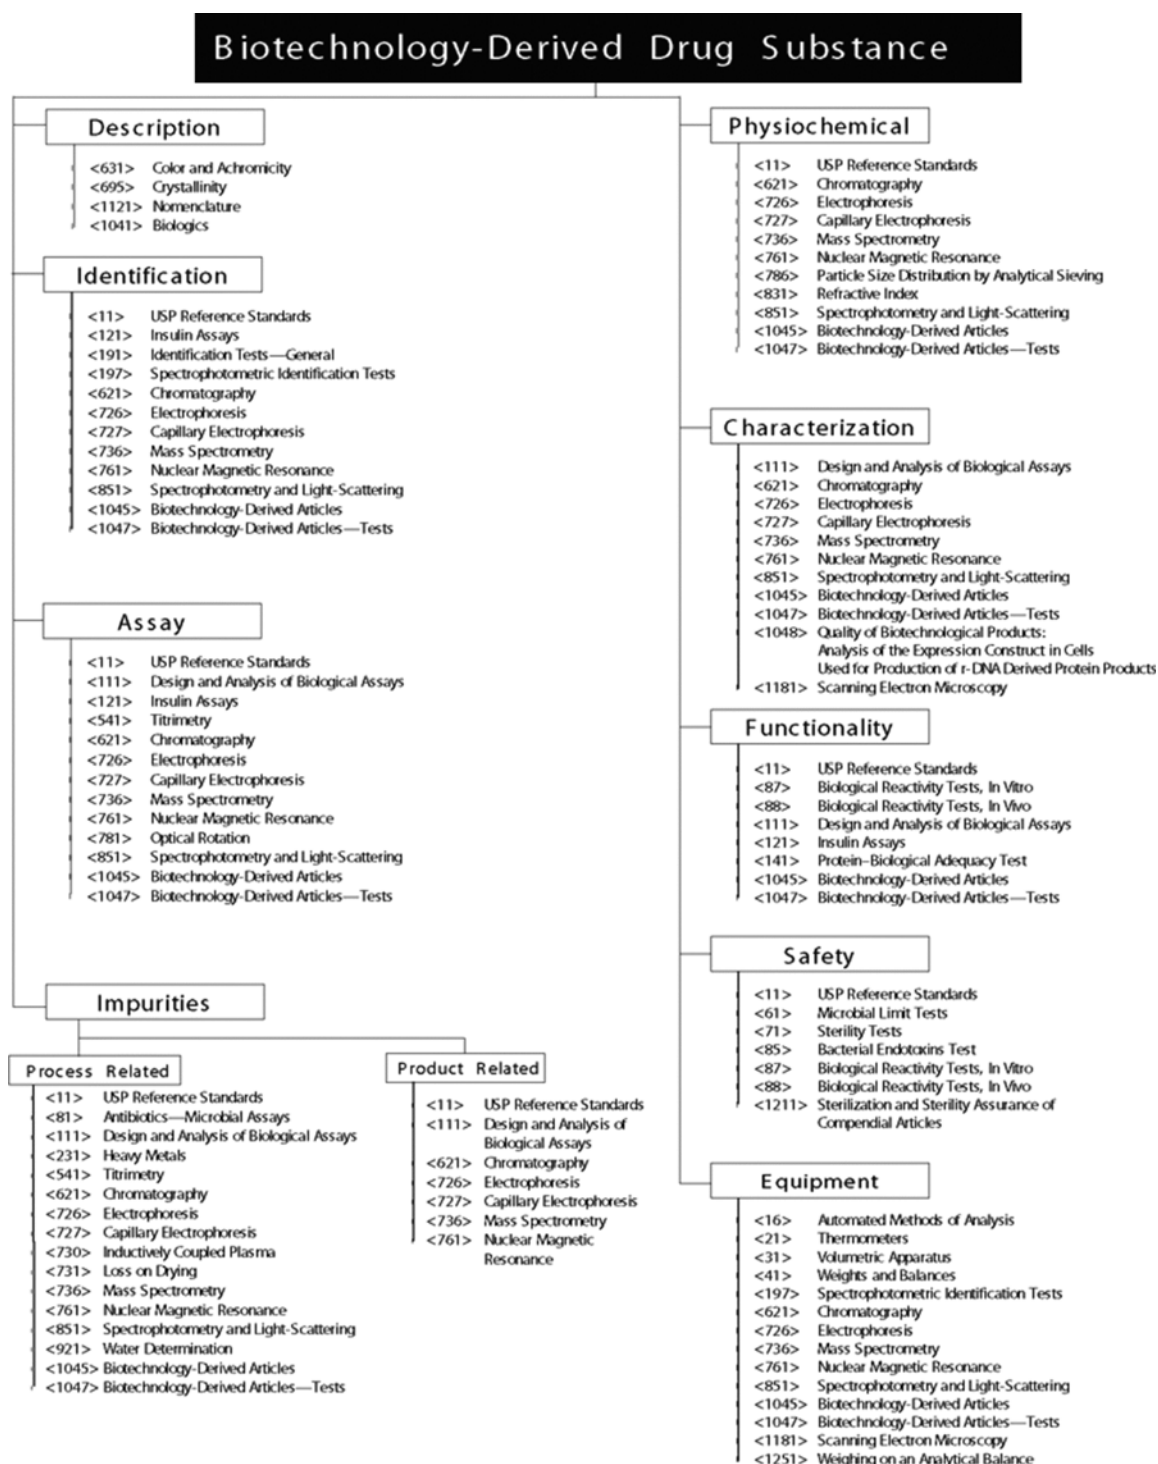 Biotechnology-Derived Drug Substance
Description
<631> Color and Achromicity
<695> Crystallinity
<1121> Nomenclature
<1041> Biologics
Identification
<11> USP Reference Standards
<121> Insulin Assays
<191> Identification Tests—General
<197> Spectrophotometric Identification Tests
<621> Chromatography
<726> Electrophoresis
<727> Capillary Electrophoresis
<736> Mass Spectrometry
<761> Nuclear Magnetic Resonance
<851> Spectrophotometry and Light-Scattering
<1045> Biotechnology-Derived Articles
<1047> Biotechnology-Derived Articles—Tests
Assay
<11> USP Reference Standards
<111> Design and Analysis of Biological Assays
<121> Insulin Assays
<541> Titrimetry
<621> Chromatography
<726> Electrophoresis
<727> Capillary Electrophoresis
<736> Mass Spectrometry
<761> Nuclear Magnetic Resonance
<781> Optical Rotation
<851> Spectrophotometry and Light-Scattering
<1045> Biotechnology-Derived Articles
<1047> Biotechnology-Derived Articles—Tests
Impurities
Process Related
<11> USP Reference Standards
<81> Antibiotics—Microbial Assays
<111> Design and Analysis of Biological Assays
<231> Heavy Metals
<541> Titrimetry
<621> Chromatography
<726> Electrophoresis
<727> Capillary Electrophoresis
<730> Inductively Coupled Plasma
<731> Loss on Drying
<736> Mass Spectrometry
<761> Nuclear Magnetic Resonance
<851> Spectrophotometry and Light-Scattering
<921> Water Determination
<1045> Biotechnology-Derived Articles
<1047> Biotechnology-Derived Articles—Tests
Product Related
<11> USP Reference Standards
<111> Design and Analysis of
Biological Assays
<621> Chromatography
<726> Electrophoresis
<727> Capillary Electrophoresis
<736> Mass Spectrometry
<761> Nuclear Magnetic
Resonance
Physiochemical
<11> USP Reference Standards
<621> Chromatography
<726> Electrophoresis
<727> Capillary Electrophoresis
<736> Mass Spectrometry
<761> Nuclear Magnetic Resonance
<786> Particle Size Distribution by Analytical Sieving
<831> Refractive Index
<851> Spectrophotometry and Light-Scattering
<1045> Biotechnology-Derived Articles
<1047> Biotechnology-Derived Articles—Tests
Characterization
<111> Design and Analysis of Biological Assays
<621> Chromatography
<726> Electrophoresis
<727> Capillary Electrophoresis
<736> Mass Spectrometry
<761> Nuclear Magnetic Resonance
<851> Spectrophotometry and Light-Scattering
<1045> Biotechnology-Derived Articles
<1047> Biotechnology-Derived Articles—Tests
<1048> Quality of Biotechnological Products:
Analysis of the Expression Construct in Cells
Used for Production of r-DNA Derived Protein Products
<1181> Scanning Electron Microscopy
Functionality
<11> USP Reference Standards
<87> Biological Reactivity Tests, In Vitro
<88> Biological Reactivity Tests, In Vivo
<111> Design and Analysis of Biological Assays
<121> Insulin Assays
<141> Protein–Biological Adequacy Test
<1045> Biotechnology-Derived Articles
<1047> Biotechnology-Derived Articles—Tests
Safety
<11> USP Reference Standards
<61> Microbial Limit Tests
<71> Sterility Tests
<85> Bacterial Endotoxins Test
<87> Biological Reactivity Tests, In Vitro
<88> Biological Reactivity Tests, In Vivo
<1211> Sterilization and Sterility Assurance of
Compendial Articles
Equipment
<16> Automated Methods of Analysis
<21> Thermometers
<31> Volumetric Apparatus
<41> Weights and Balances
<197> Spectrophotometric Identification Tests
<621> Chromatography
<726> Electrophoresis
<736> Mass Spectrometry
<761> Nuclear Magnetic Resonance
<851> Spectrophotometry and Light-Scattering
<1045> Biotechnology-Derived Articles
<1047> Biotechnology-Derived Articles—Tests
<1181> Scanning Electron Microscopy
<1251> Weighing on an Analytical Balance